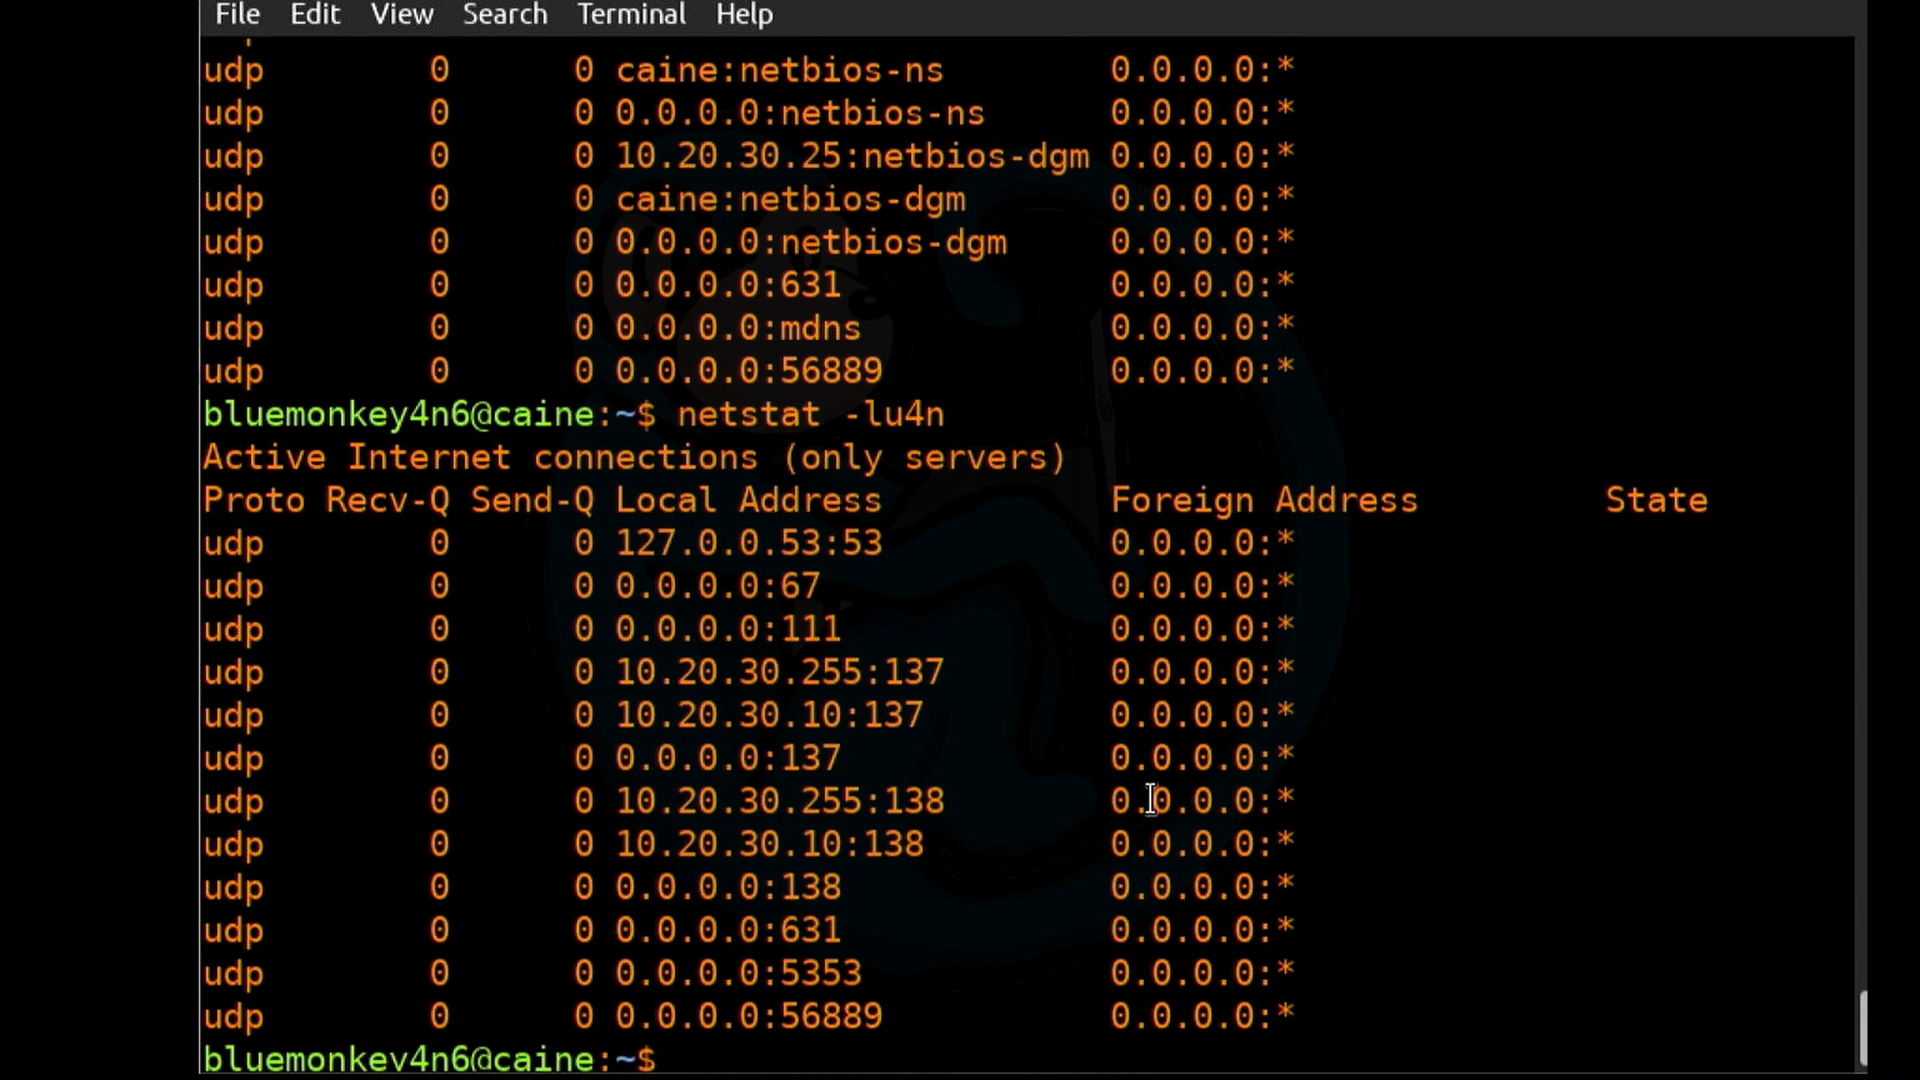 File Edit View Search Terminal Help
udp 0 0 caine:netbios-ns 0.0.0.0:*
udp 0 0 0.0.0.0:netbios-ns 0.0.0.0:*
udp 0 0 10.20.30.25:netbios-dgm 0.0.0.0:*
udp 0 0 caine:netbios-dgm 0.0.0.0:*
udp 0 0 0.0.0.0:netbios-dgm 0.0.0.0:*
udp 0 0 0.0.0.0:631 0.0.0.0:*
udp 0 0 0.0.0.0:mdns 0.0.0.0:*
udp 0 0 0.0.0.0:56889 0.0.0.0:*
bluemonkey4n6@caine:~$ netstat -lu4n
Active Internet connections (only servers)
Proto Recv-Q Send-Q Local Address Foreign Address State
udp 0 0 127.0.0.53:53 0.0.0.0:*
udp 0 0 0.0.0.0:67 0.0.0.0:*
udp 0 0 0.0.0.0:111 0.0.0.0:*
udp 0 0 10.20.30.255:137 0.0.0.0:*
udp 0 0 10.20.30.10:137 0.0.0.0:*
udp 0 0 0.0.0.0:137 0.0.0.0:*
udp 0 0 10.20.30.255:138 0.0.0.0:*
udp 0 0 10.20.30.10:138 0.0.0.0:*
udp 0 0 0.0.0.0:138 0.0.0.0:*
udp 0 0 0.0.0.0:631 0.0.0.0:*
udp 0 0 0.0.0.0:5353 0.0.0.0:*
udp 0 0 0.0.0.0:56889 0.0.0.0:*
bluemonkey4n6@caine:~$